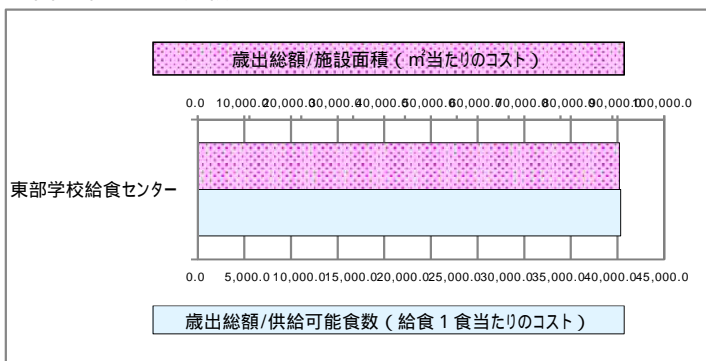 歳出総額/施設面積（㎡当たりのコスト）
0.0 10,000.0 20,000.0 30,000.0 40,000.0 50,000.0 60,000.0 70,000.0 80,000.0 90,000.0 100,000.0
東部学校給食センター
0.0 5,000.0 10,000.0 15,000.0 20,000.0 25,000.0 30,000.0 35,000.0 40,000.0 45,000.0
歳出総額/供給可能食数（給食１食当たりのコスト）